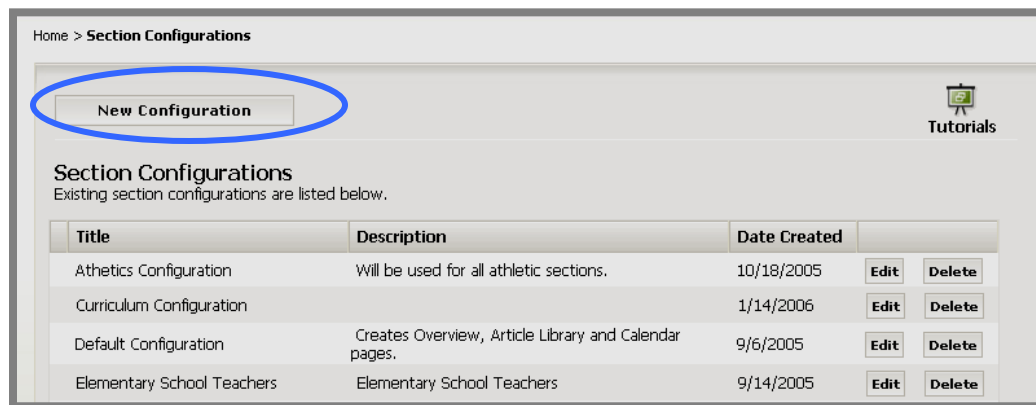 Home > Section Configurations
New Configuration
Tutorials
Section Configurations
Existing section configurations are listed below.
Title Description Date Created
Athetics Configuration Will be used for all athletic sections. 10/18/2005 Edit Delete
Curriculum Configuration 1/14/2006 Edit Delete
Default Configuration Creates Overview, Article Library and Calendar pages. 9/6/2005 Edit Delete
Elementary School Teachers Elementary School Teachers 9/14/2005 Edit Delete